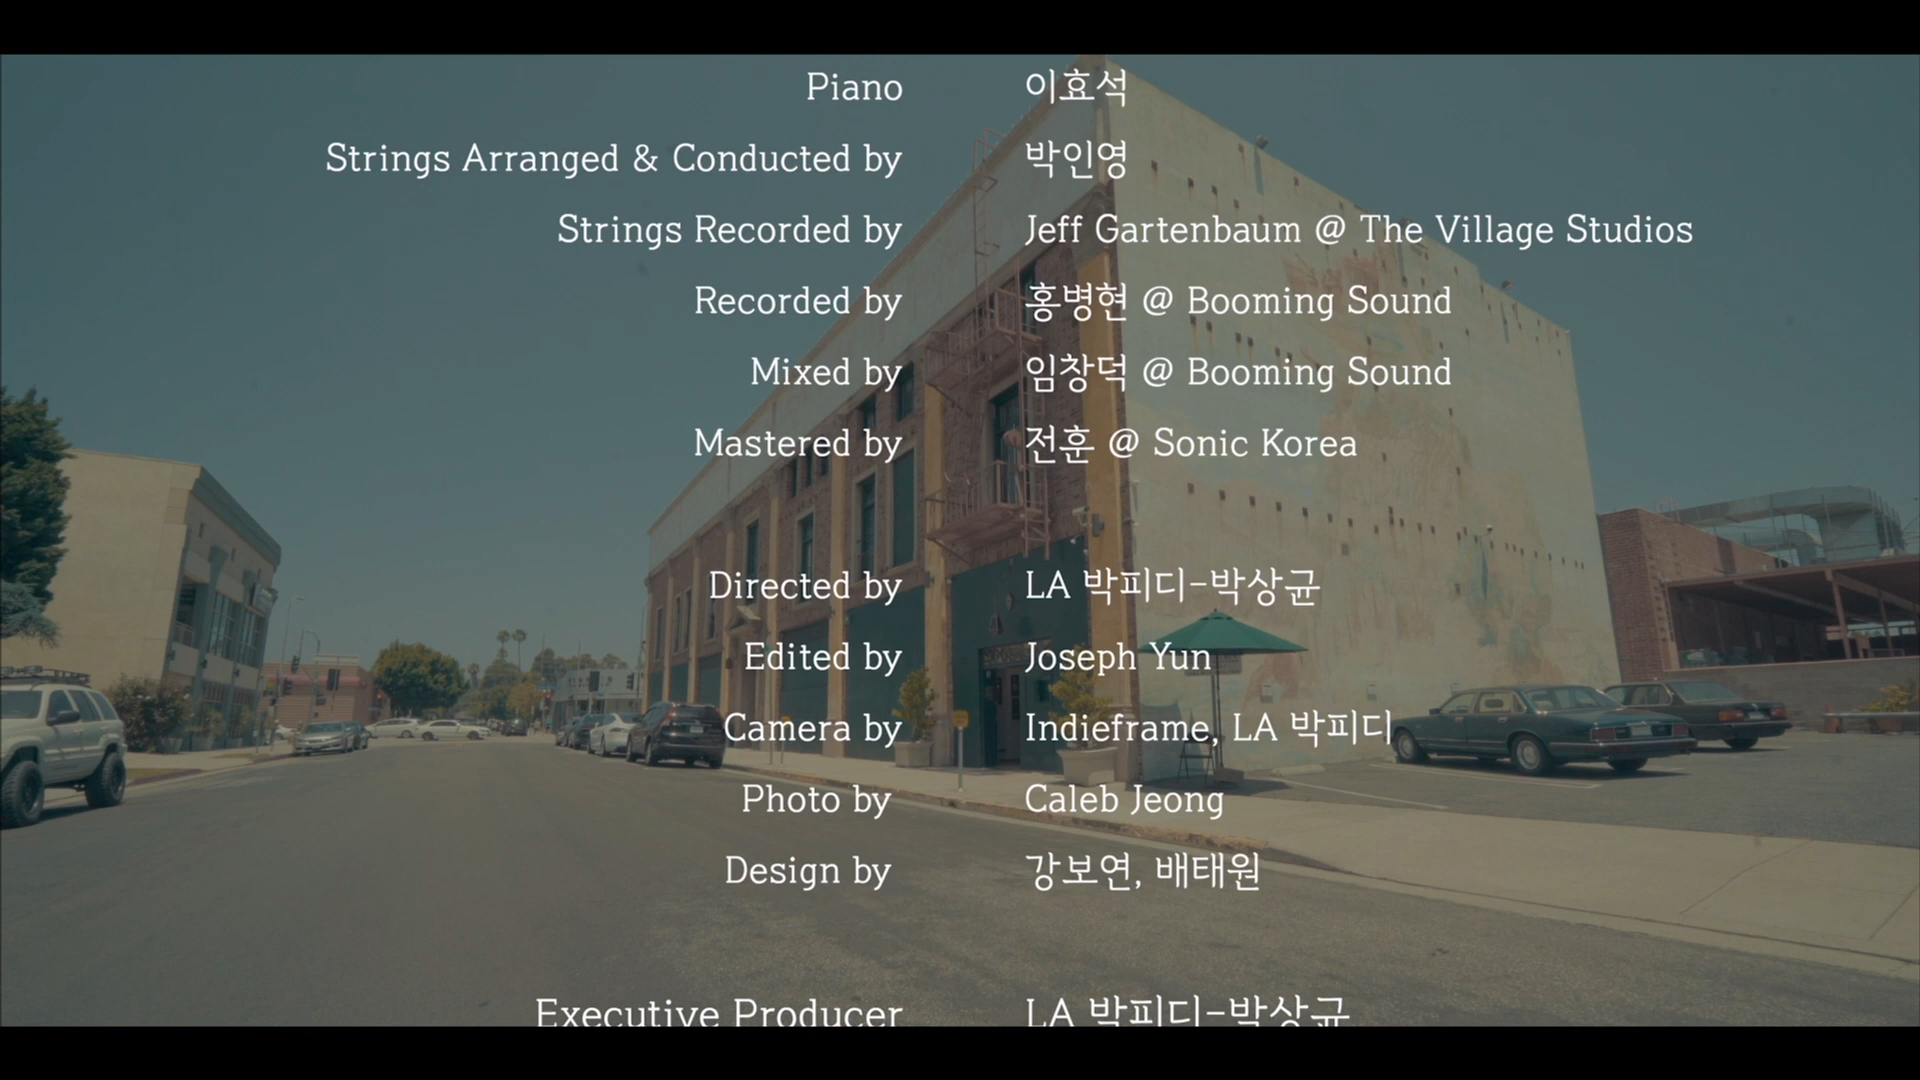 Piano 이효석
Strings Arranged & Conducted by 박인영
Strings Recorded by Jeff Gartenbaum @ The Village Studios
Recorded by 홍병현 @ Booming Sound
Mixed by 임창덕 @ Booming Sound
Mastered by 전훈 @ Sonic Korea
Directed by LA 박피디-박상균
Edited by Joseph Yun
Camera by Indieframe, LA 박피디
Photo by Caleb Jeong
Design by 강보연, 배태원
Executive Producer LA 박피디-박상균